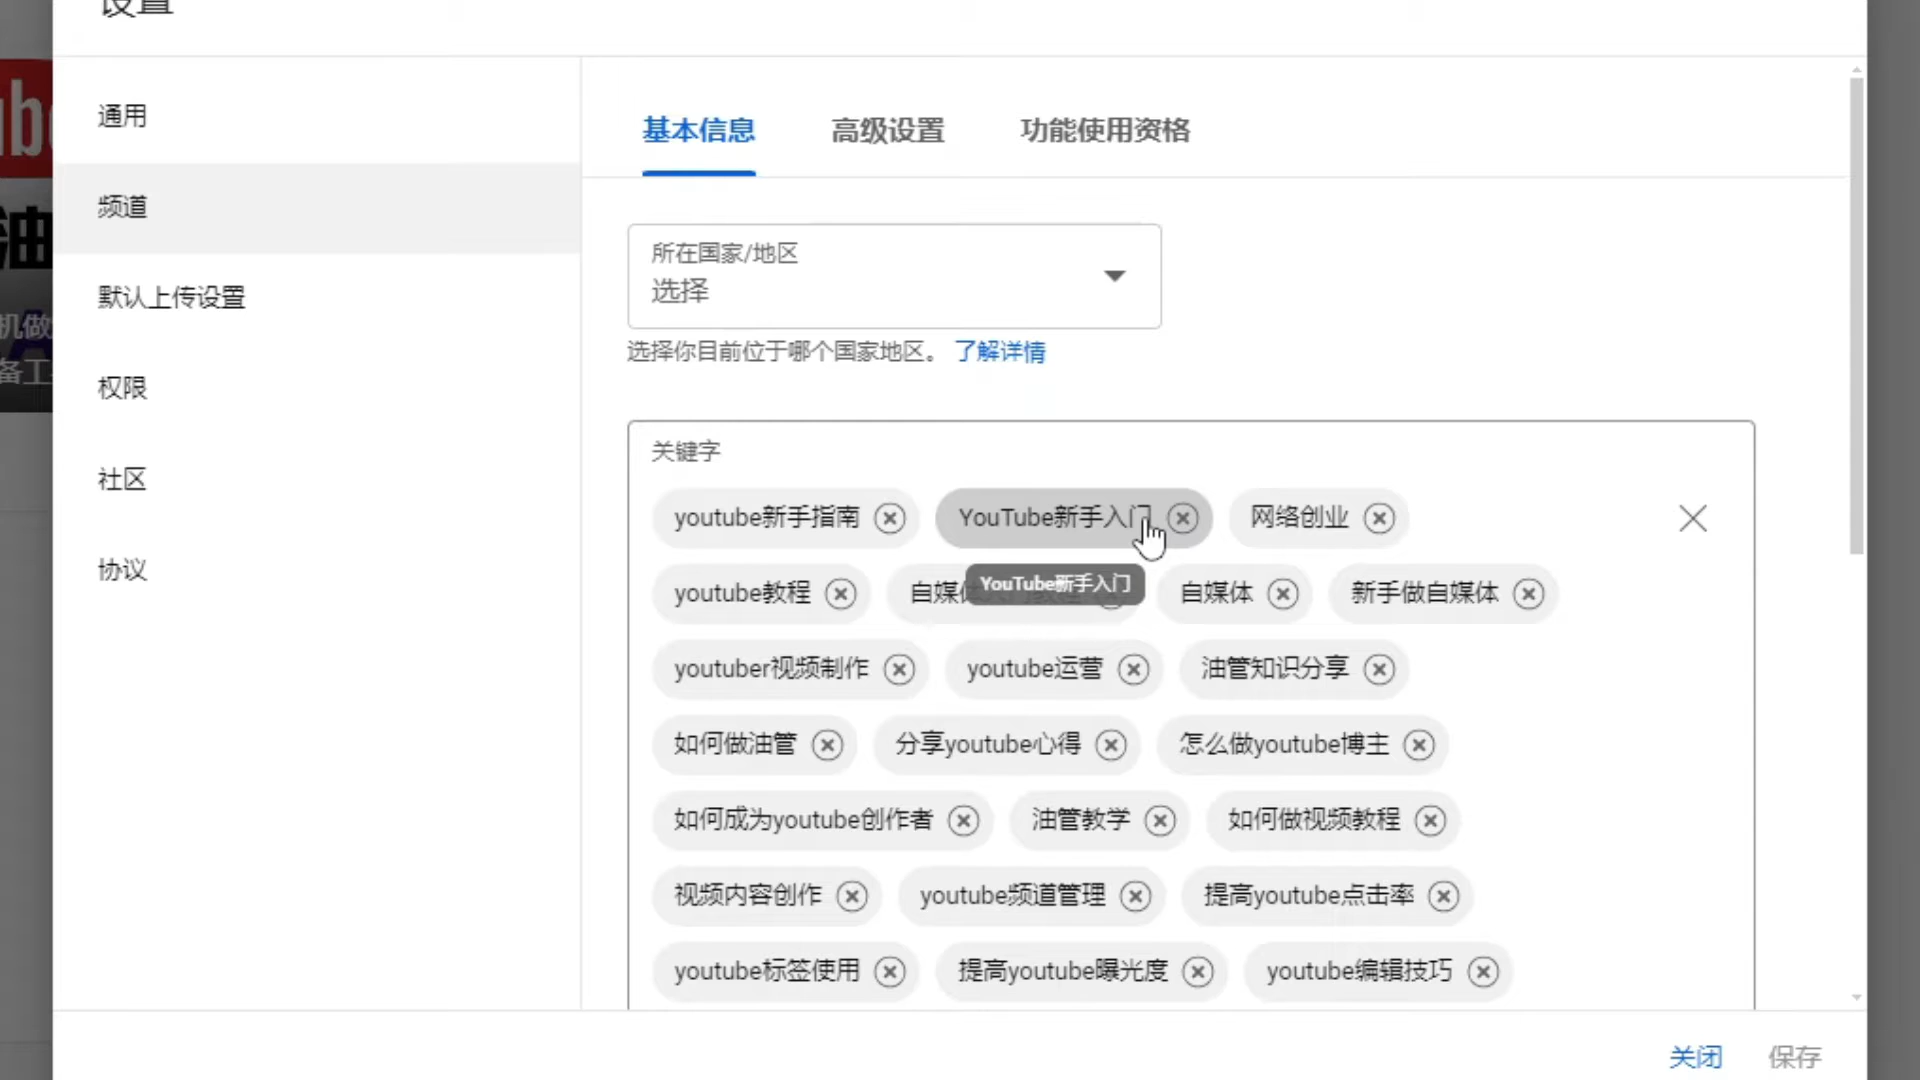 设置
ube
油
机做
备工
通用
频道
默认上传设置
权限
社区
协议
基本信息 高级设置 功能使用资格
所在国家/地区
选择
选择你目前位于哪个国家地区。 了解详情
关键字
youtube新手指南 YouTube新手入门 网络创业
YouTube新手入门
youtube教程 自媒体 自媒体 新手做自媒体
youtuber视频制作 youtube运营 油管知识分享
如何做油管 分享youtube心得 怎么做youtube博主
如何成为youtube创作者 油管教学 如何做视频教程
视频内容创作 youtube频道管理 提高youtube点击率
youtube标签使用 提高youtube曝光度 youtube编辑技巧
关闭 保存